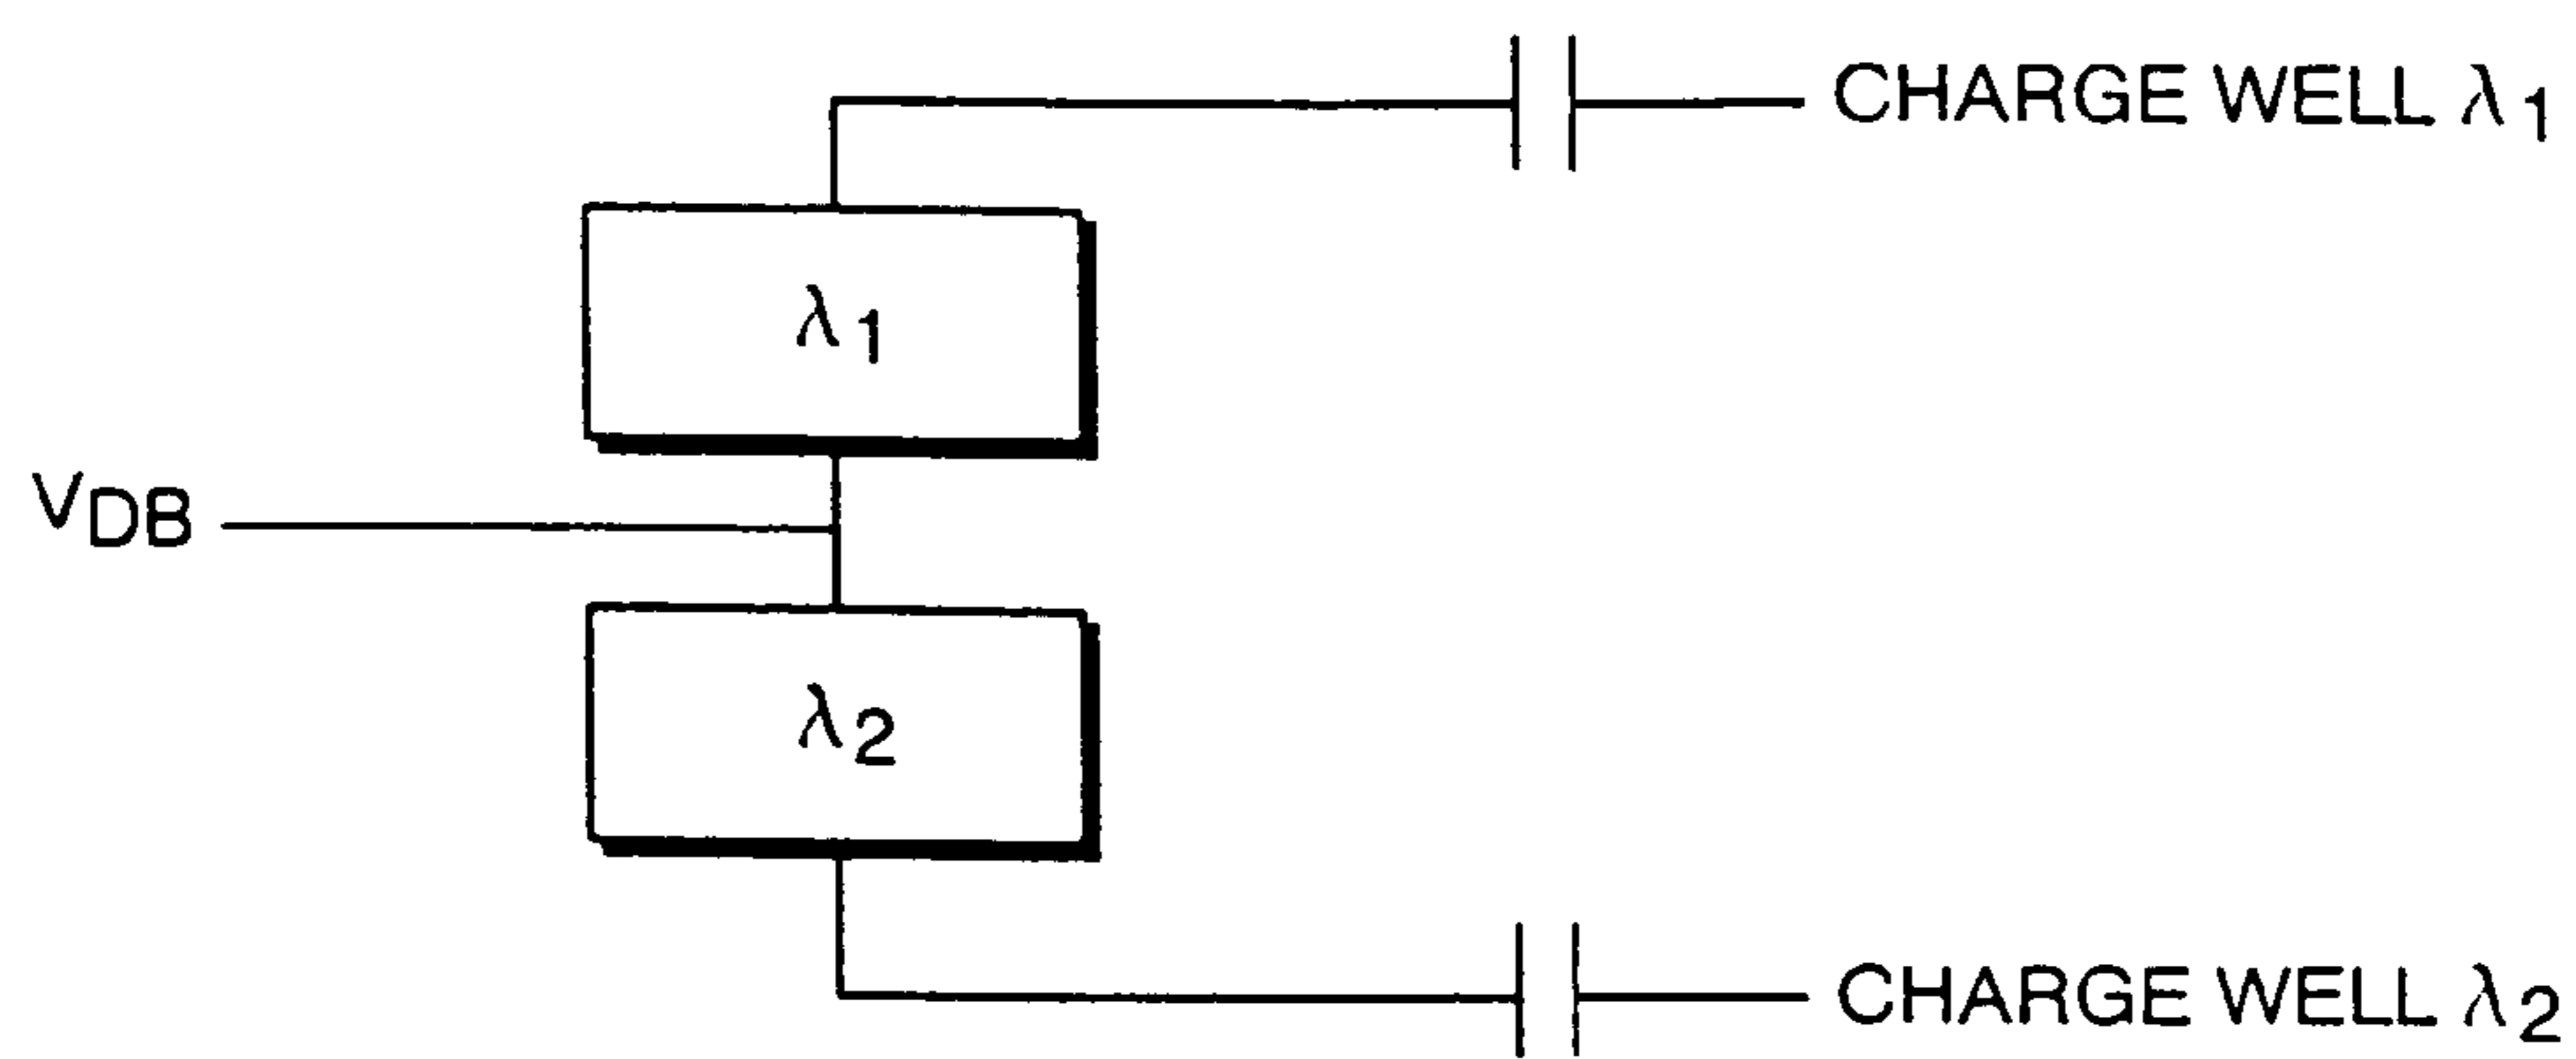 CHARGE WELL λ1
λ1
VDB
λ2
CHARGE WELL λ2